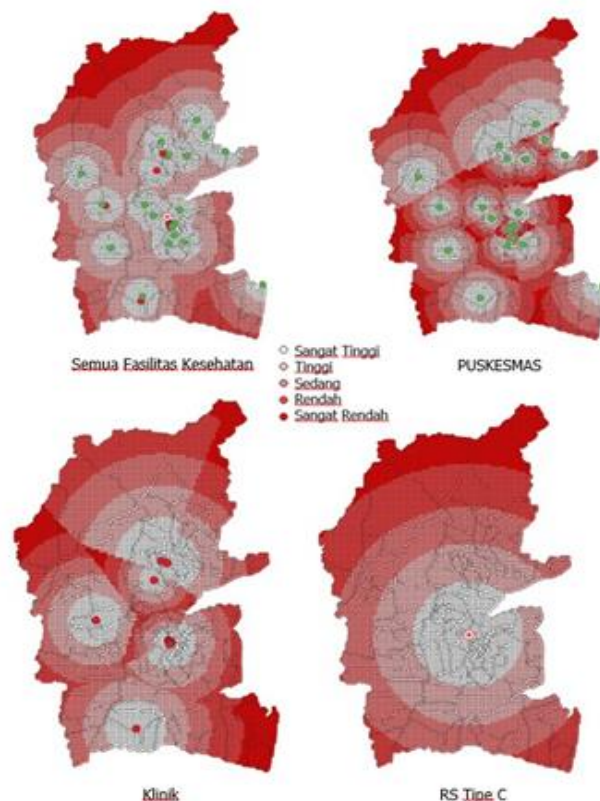 Semua Fasilitas Kesehatan
PUSKESMAS
Sangat Tinggi
Tinggi
Sedang
Rendah
Sangat Rendah
Klinik
RS Tipe C